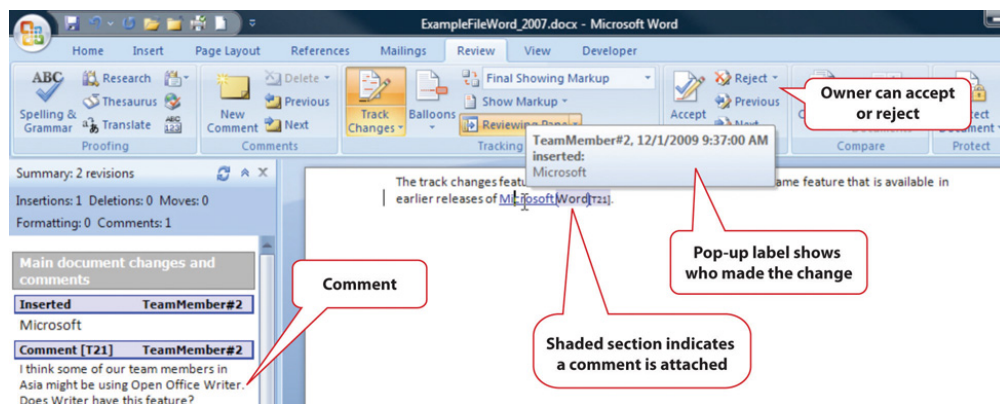 ExampleFileWord_2007.docx - Microsoft Word
Home Insert Page Layout References Mailings Review View Developer
ABC
Spelling & Grammar
Research
Thesaurus
Translate
ABC
123
Proofing
New Comment
Delete
Previous
Next
Comments
Track Changes
Balloons
Final Showing Markup
Show Markup
Reviewing Pane
Tracking
Accept
Reject
Previous
Next
Compare
Protect
Owner can accept
or reject
TeamMember#2, 12/1/2009 9:37:00 AM
inserted:
Microsoft
Summary: 2 revisions
Insertions: 1 Deletions: 0 Moves: 0
Formatting: 0 Comments: 1
Main document changes and
comments
Inserted TeamMember#2
Microsoft
Comment [T21] TeamMember#2
I think some of our team members in
Asia might be using Open Office Writer.
Does Writer have this feature?
The track changes ame feature that is available in
earlier releases of Microsoft Word[T21].
Comment
Pop-up label shows
who made the change
Shaded section indicates
a comment is attached